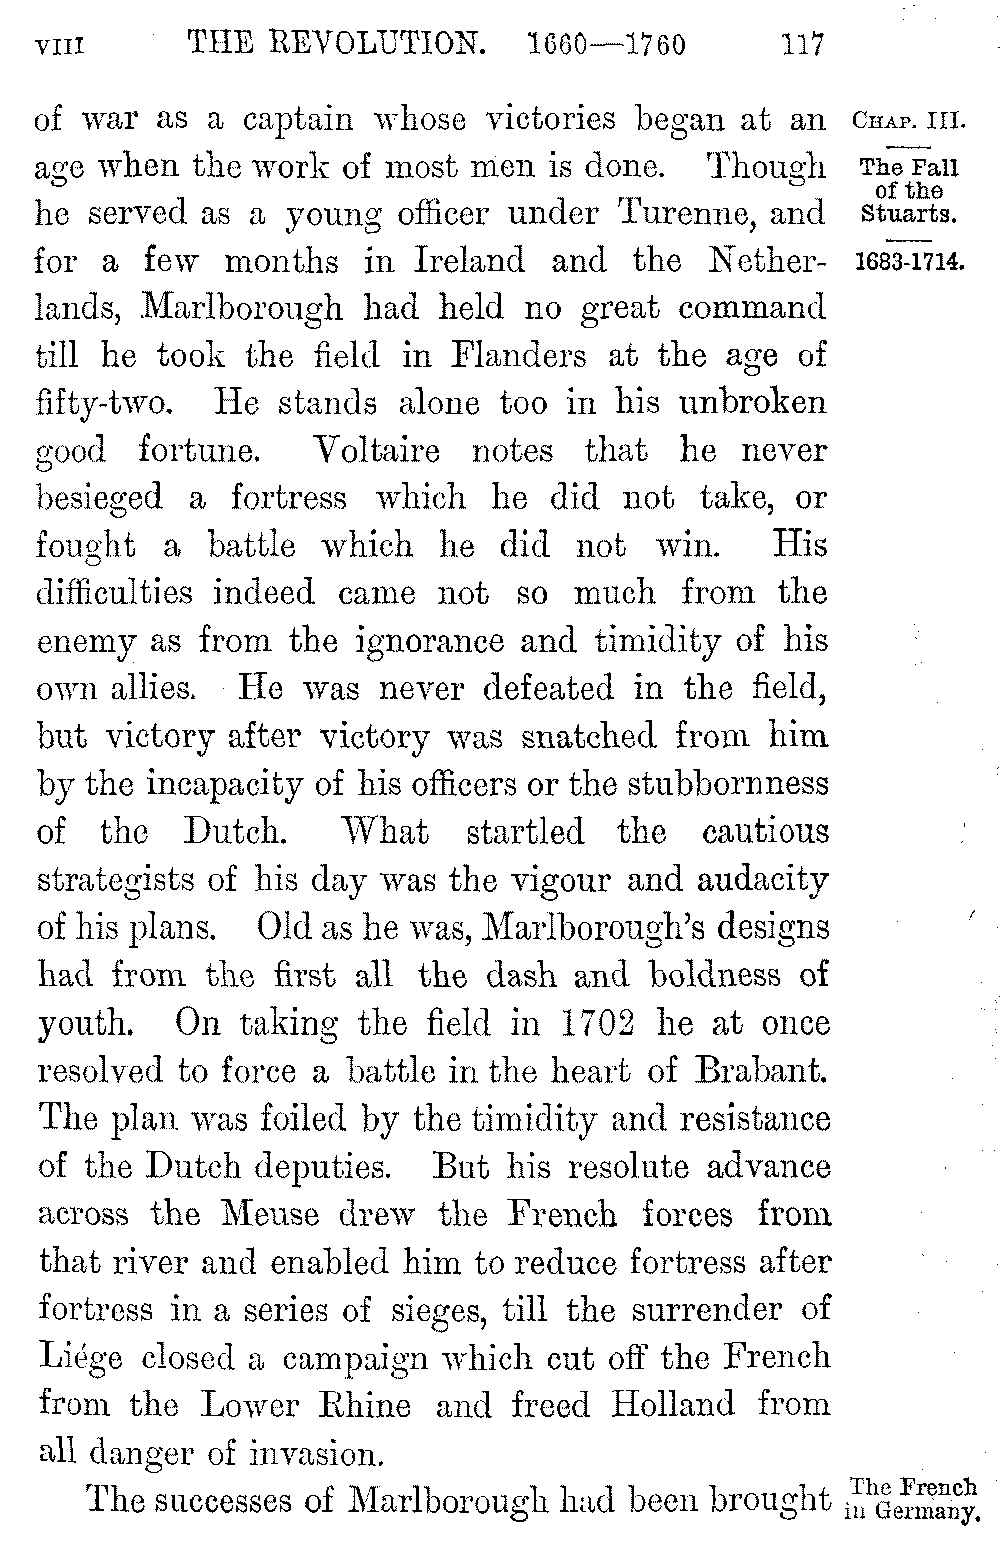 VIII THE REVOLUTION. 1660—1760 117
of war as a captain whose victories began at an
CHAP. III.
age when the work of most men is done. Though
The Fall
of the
he served as a young officer under Turenne, and
Stuarts.
for a few months in Ireland and the Nether-
1683-1714.
lands, Marlborough had held no great command
till he took the field in Flanders at the age of
fifty-two. He stands alone too in his unbroken
good fortune. Voltaire notes that he never
besieged a fortress which he did not take, or
fought a battle which he did not win. His
difficulties indeed came not so much from the
enemy as from the ignorance and timidity of his
own allies. He was never defeated in the field,
but victory after victory was snatched from him
by the incapacity of his officers or the stubbornness
of the Dutch. What startled the cautious
strategists of his day was the vigour and audacity
of his plans. Old as he was, Marlborough's designs
had from the first all the dash and boldness of
youth. On taking the field in 1702 he at once
resolved to force a battle in the heart of Brabant.
The plan was foiled by the timidity and resistance
of the Dutch deputies. But his resolute advance
across the Meuse drew the French forces from
that river and enabled him to reduce fortress after
fortress in a series of sieges, till the surrender of
Liége closed a campaign which cut off the French
from the Lower Rhine and freed Holland from
all danger of invasion.
The successes of Marlborough had been brought
The French
in Germany.